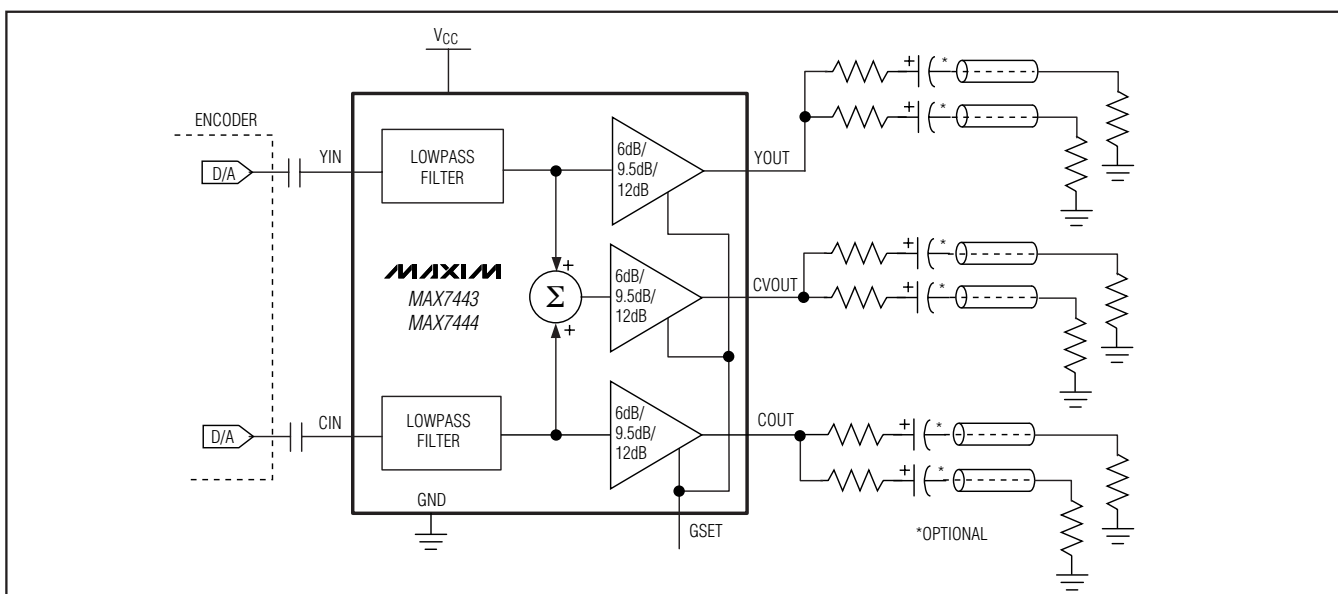 VCC
ENCODER
D/A
YIN
LOWPASS
FILTER
6dB/
9.5dB/
12dB
YOUT
+
*
+
*
MAXIM
MAX7443
MAX7444
+
Σ
+
6dB/
9.5dB/
12dB
CVOUT
+
*
+
*
D/A
CIN
LOWPASS
FILTER
6dB/
9.5dB/
12dB
COUT
+
*
+
*
GND
GSET
*OPTIONAL